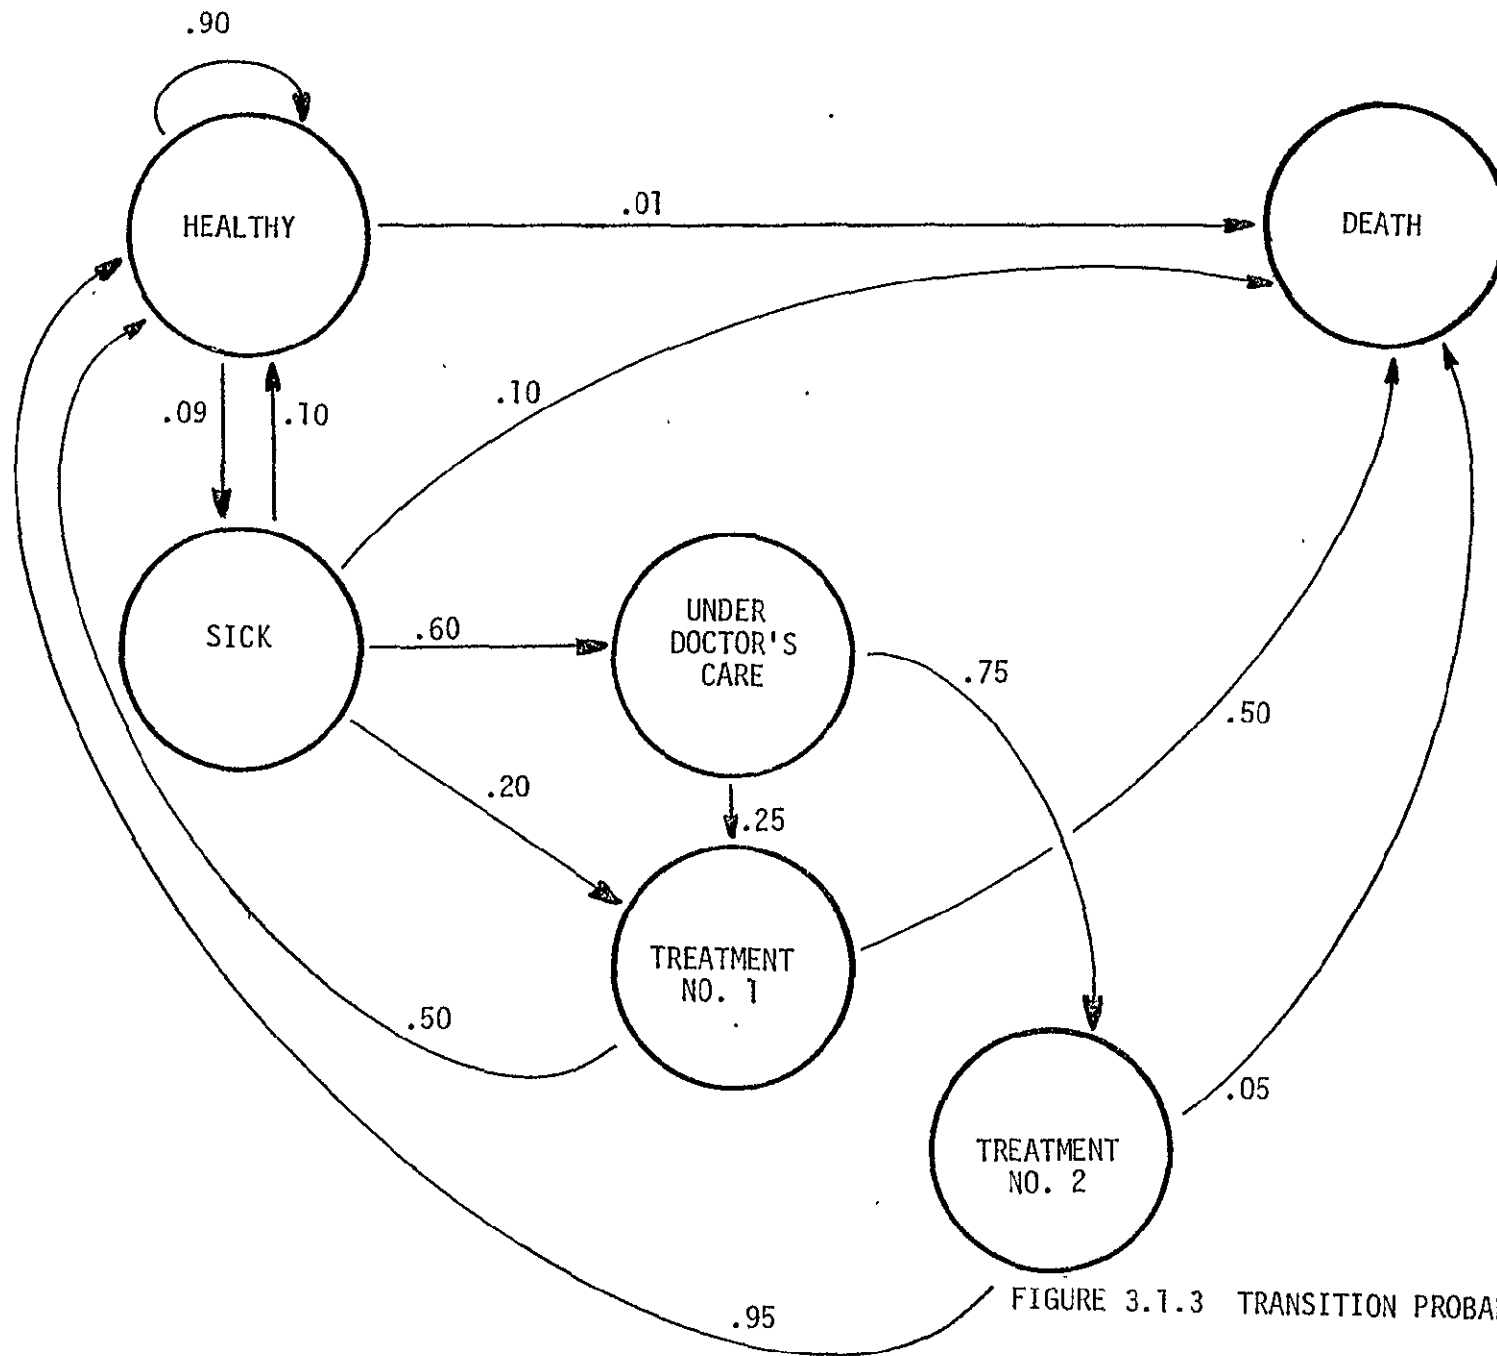 .90
HEALTHY
.01
DEATH
.10
.09
.10
SICK
.60
UNDER
DOCTOR'S
CARE
.75
.50
.20
.25
TREATMENT
NO. 1
.50
.05
TREATMENT
NO. 2
.95
FIGURE 3.1.3 TRANSITION